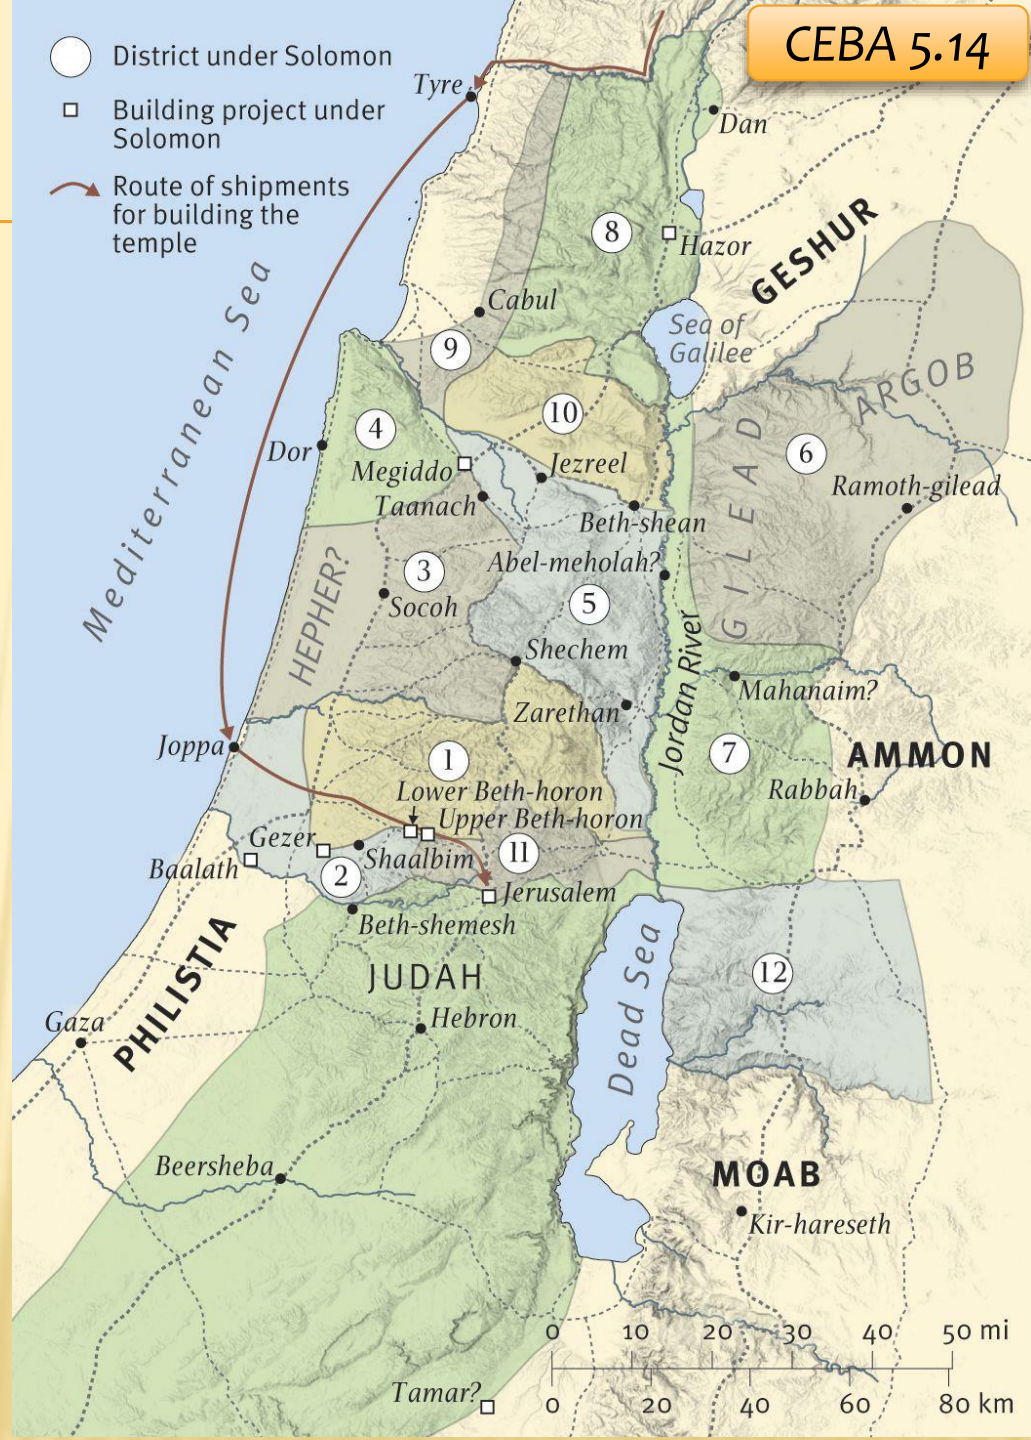 CEBA 5.14
District under Solomon
Building project under
Solomon
Route of shipments
for building the
temple
Tyre
Dan
8
Hazor
GESHUR
Cabul
Sea of
Galilee
9
ARGOB
Mediterranean Sea
10
4
6
Dor
Megiddo
Jezreel
GILEAD
Ramoth-gilead
Taanach
Beth-shean
HEPHER?
3
Abel-meholah?
Socoh
5
Shechem
Jordan River
Mahanaim?
Zarethan
Joppa
1
7
AMMON
Lower Beth-horon
Rabbah
Upper Beth-horon
Gezer
Shaalbim
11
Baalath
2
Jerusalem
Beth-shemesh
PHILISTIA
JUDAH
Dead Sea
12
Gaza
Hebron
Beersheba
MOAB
Kir-hareseth
0 10 20 30 40 50 mi
Tamar?
0 20 40 60 80 km